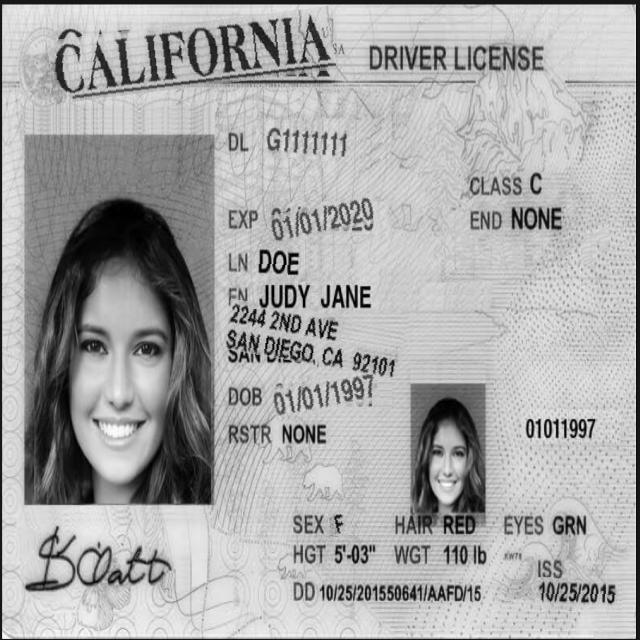 CALIFORNIA USA DRIVER LICENSE
DL G1111111
CLASS C
EXP 01/01/2029
END NONE
LN DOE
FN JUDY JANE
2244 2ND AVE
SAN DIEGO, CA 92101
DOB 01/01/1997
RSTR NONE
01011997
SEX F HAIR RED EYES GRN
HGT 5'-03" WGT 110 lb
ISS
DD 10/25/201550641/AAFD/15 10/25/2015